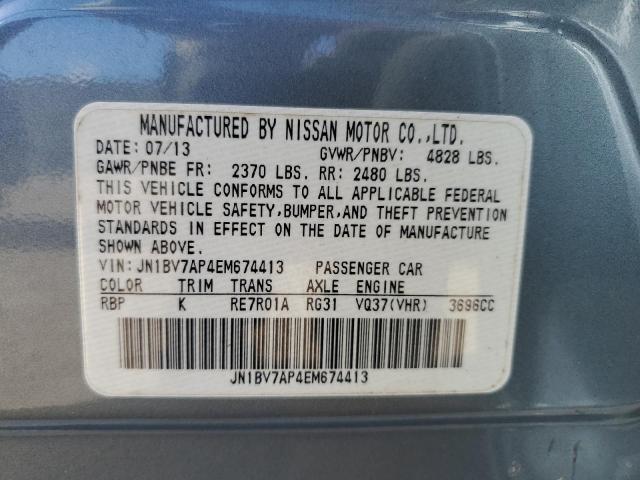 MANUFACTURED BY NISSAN MOTOR CO.,LTD.
DATE: 07/13 GVWR/PNBV: 4828 LBS.
GAWR/PNBE FR: 2370 LBS. RR: 2480 LBS.
THIS VEHICLE CONFORMS TO ALL APPLICABLE FEDERAL
MOTOR VEHICLE SAFETY,BUMPER,AND THEFT PREVENTION
STANDARDS IN EFFECT ON THE DATE OF MANUFACTURE
SHOWN ABOVE.
VIN: JN1BV7AP4EM674413 PASSENGER CAR
COLOR TRIM TRANS AXLE ENGINE
RBP K RE7R01A RG31 VQ37(VHR) 3696CC
JN1BV7AP4EM674413